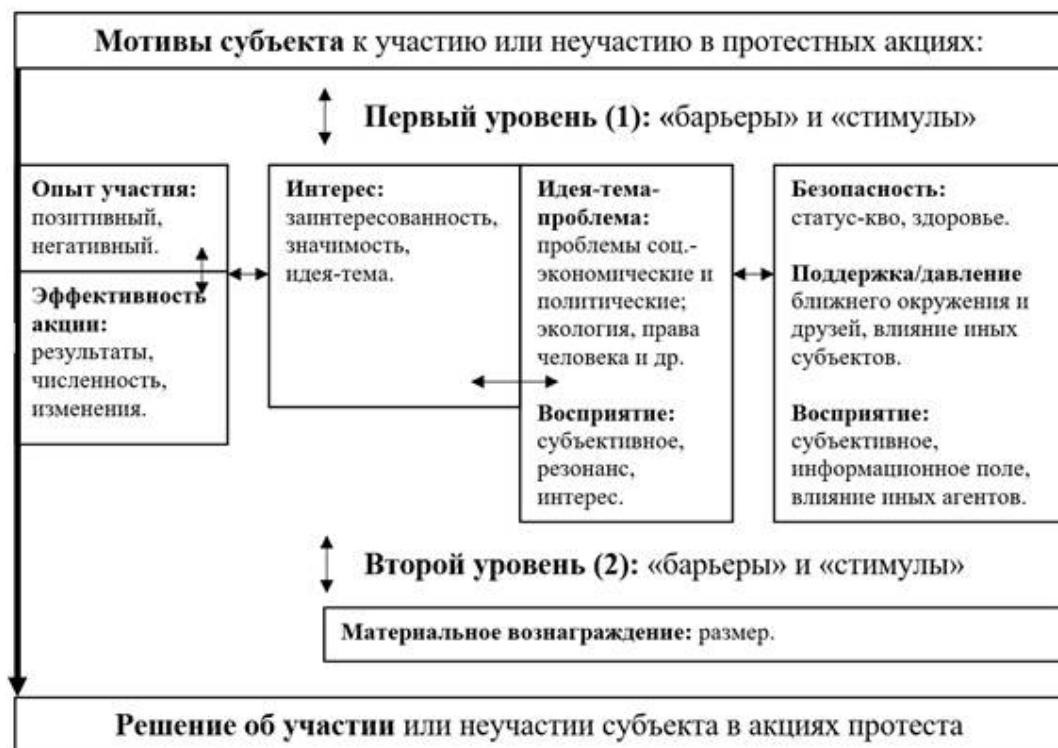 Мотивы субъекта к участию или неучастию в протестных акциях:
Первый уровень (1): «барьеры» и «стимулы»
Опыт участия:
позитивный,
негативный.
Эффективность
акции:
результаты,
численность,
изменения.
Интерес:
заинтересованность,
значимость,
идея-тема.
Идея-тема-
проблема:
проблемы соц.-
экономические и
политические;
экология, права
человека и др.
Восприятие:
субъективное,
резонанс,
интерес.
Безопасность:
статус-кво, здоровье.
Поддержка/давление
ближнего окружения и
друзей, влияние иных
субъектов.
Восприятие:
субъективное,
информационное поле,
влияние иных агентов.
Второй уровень (2): «барьеры» и «стимулы»
Материальное вознаграждение: размер.
Решение об участии или неучастии субъекта в акциях протеста